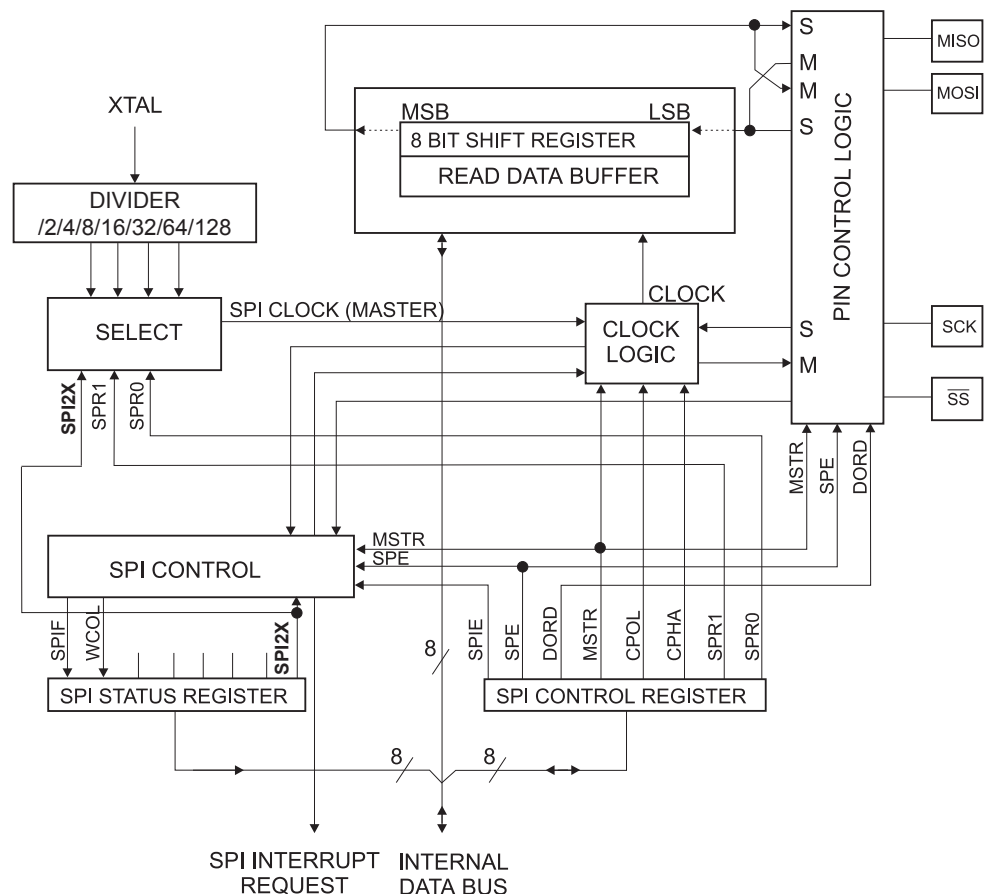 S
MISO
M
XTAL
MSB
LSB
M
MOSI
8 BIT SHIFT REGISTER
S
READ DATA BUFFER
DIVIDER
/2/4/8/16/32/64/128
PIN CONTROL LOGIC
SPI CLOCK (MASTER)
CLOCK
SELECT
CLOCK
LOGIC
S
SCK
M
SPI2X
SPR1
SPR0
SS
MSTR
SPE
DORD
MSTR
SPE
SPI CONTROL
SPIF
WCOL
SPI2X
8
SPIE
SPE
DORD
MSTR
CPOL
CPHA
SPR1
SPR0
SPI STATUS REGISTER
SPI CONTROL REGISTER
8
8
SPI INTERRUPT
REQUEST
INTERNAL
DATA BUS